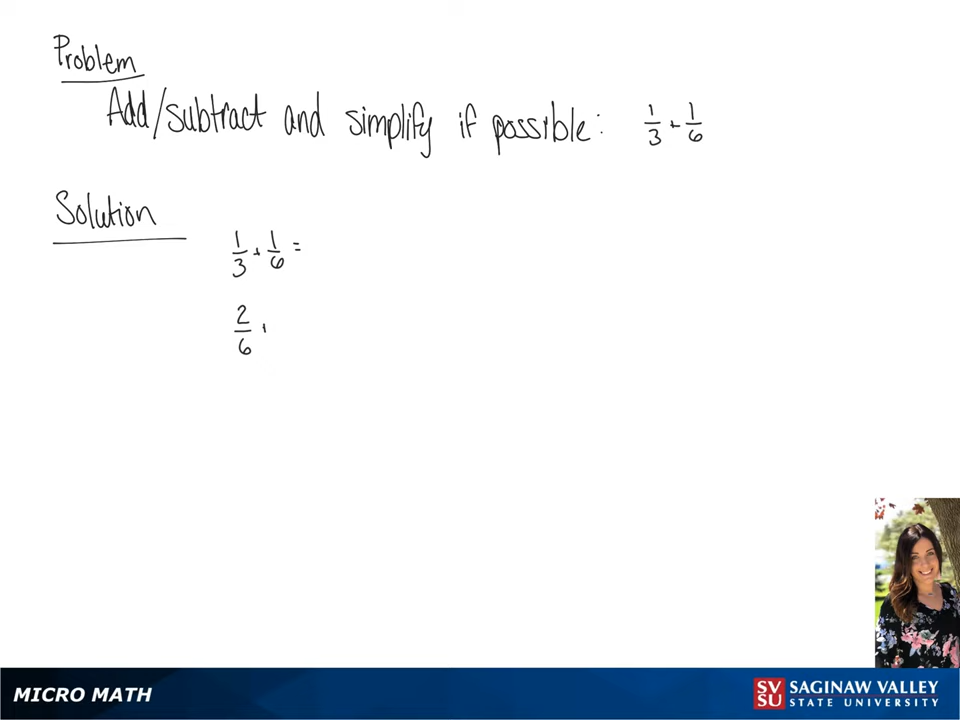 Problem
Add/subtract and simplify if possible: 1/3 + 1/6
Solution
1/3 + 1/6 =
2/6 +
MICRO MATH
SVSU SAGINAW VALLEY
STATE UNIVERSITY